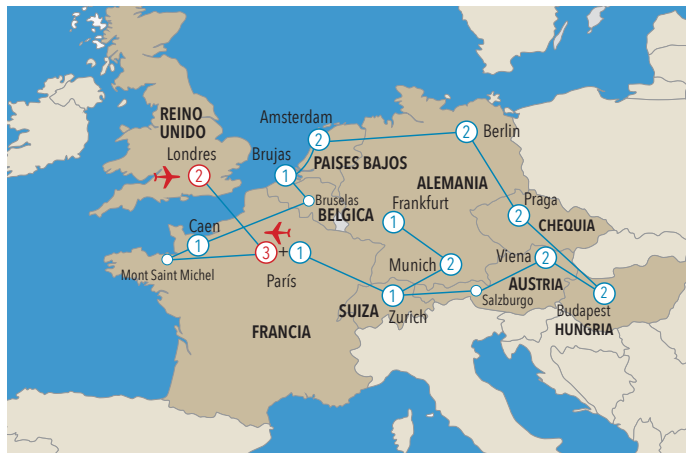 REINO
UNIDO
Londres
2
Amsterdam
2
Berlin
2
Brujas
1
PAISES BAJOS
ALEMANIA
Bruselas
BELGICA
Frankfurt
1
Praga
2
CHEQUIA
Caen
1
Mont Saint Michel
3
+
1
París
Munich
2
Viena
2
AUSTRIA
Salzburgo
SUIZA
1
Zurich
2
Budapest
HUNGRIA
FRANCIA